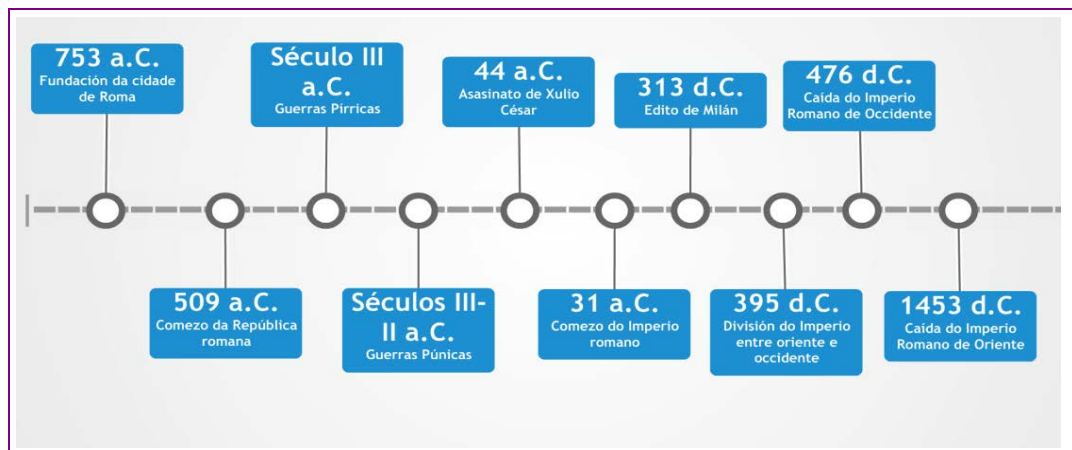 753 a.C.
Fundación da cidade
de Roma
509 a.C.
Comezo da República
romana
Século III
a.C.
Guerras Pírricas
Séculos III-
II a.C.
Guerras Púnicas
44 a.C.
Asasinato de Xulio
César
31 a.C.
Comezo do Imperio
romano
313 d.C.
Edito de Milán
395 d.C.
División do Imperio
entre oriente e
occidente
476 d.C.
Caída do Imperio
Romano de Occidente
1453 d.C.
Caída do Imperio
Romano de Oriente